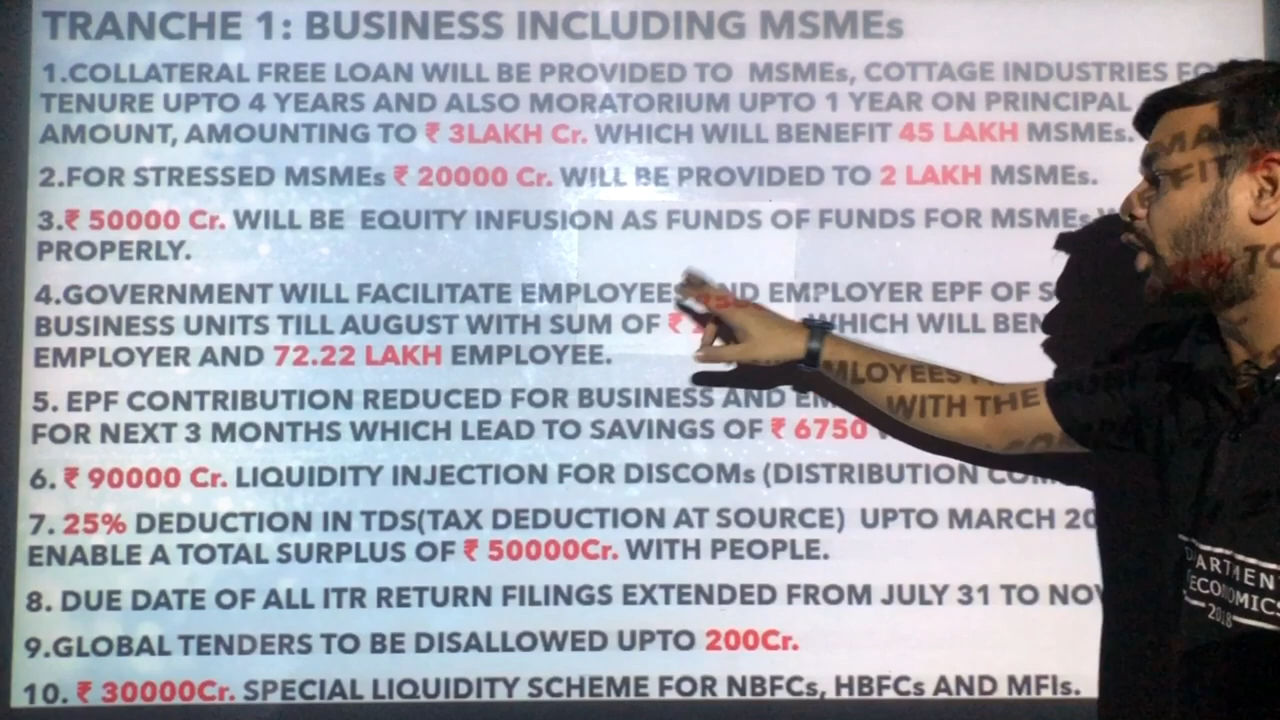 TRANCHE 1: BUSINESS INCLUDING MSMEs
1.COLLATERAL FREE LOAN WILL BE PROVIDED TO MSMEs, COTTAGE INDUSTRIES
TENURE UPTO 4 YEARS AND ALSO MORATORIUM UPTO 1 YEAR ON PRINCIPAL
AMOUNT, AMOUNTING TO ₹ 3LAKH Cr. WHICH WILL BENEFIT 45 LAKH MSMEs.
2.FOR STRESSED MSMEs ₹ 20000 Cr. WILL BE PROVIDED TO 2 LAKH MSMEs.
3.₹ 50000 Cr. WILL BE EQUITY INFUSION AS FUNDS OF FUNDS FOR MSMEs
PROPERLY.
4.GOVERNMENT WILL FACILITATE EMPLOYEES AND EMPLOYER EPF OF
BUSINESS UNITS TILL AUGUST WITH SUM OF ₹ WHICH WILL
EMPLOYER AND 72.22 LAKH EMPLOYEE.
5. EPF CONTRIBUTION REDUCED FOR BUSINESS AND EMPLOYEES WITH THE
FOR NEXT 3 MONTHS WHICH LEAD TO SAVINGS OF ₹ 6750
6. ₹ 90000 Cr. LIQUIDITY INJECTION FOR DISCOMs (DISTRIBUTION
7. 25% DEDUCTION IN TDS(TAX DEDUCTION AT SOURCE) UPTO MARCH
ENABLE A TOTAL SURPLUS OF ₹ 50000Cr. WITH PEOPLE.
8. DUE DATE OF ALL ITR RETURN FILINGS EXTENDED FROM JULY 31 TO
9.GLOBAL TENDERS TO BE DISALLOWED UPTO 200Cr.
10. ₹ 30000Cr. SPECIAL LIQUIDITY SCHEME FOR NBFCs, HBFCs AND MFIs.
ECONOMICS
2018